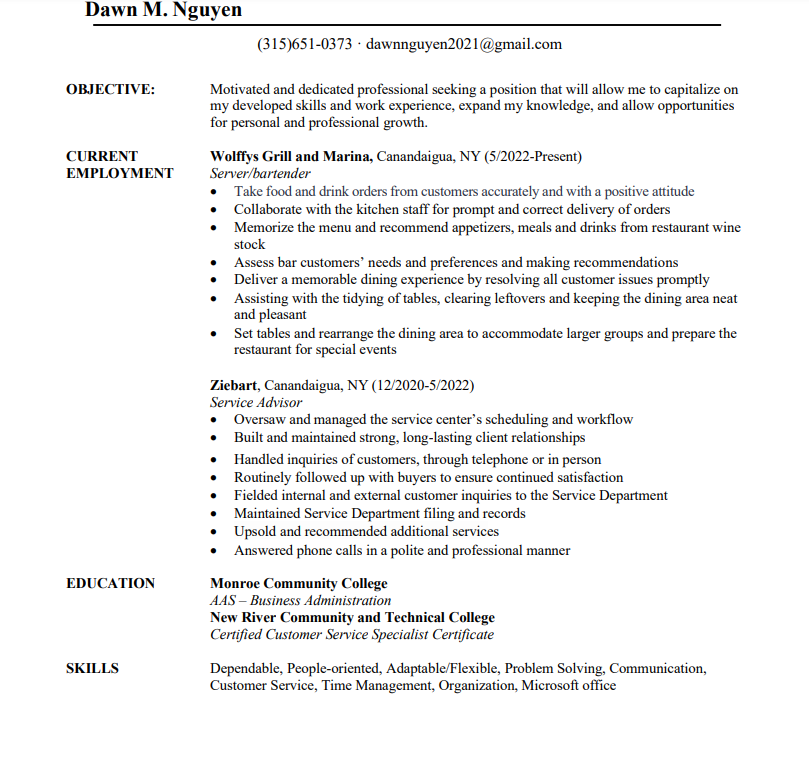 Dawn M. Nguyen
(315)651-0373 · dawnnguyen2021@gmail.com
OBJECTIVE: Motivated and dedicated professional seeking a position that will allow me to capitalize on
my developed skills and work experience, expand my knowledge, and allow opportunities
for personal and professional growth.
CURRENT Wolffys Grill and Marina, Canandaigua, NY (5/2022-Present)
EMPLOYMENT Server/bartender
• Take food and drink orders from customers accurately and with a positive attitude
• Collaborate with the kitchen staff for prompt and correct delivery of orders
• Memorize the menu and recommend appetizers, meals and drinks from restaurant wine
stock
• Assess bar customers’ needs and preferences and making recommendations
• Deliver a memorable dining experience by resolving all customer issues promptly
• Assisting with the tidying of tables, clearing leftovers and keeping the dining area neat
and pleasant
• Set tables and rearrange the dining area to accommodate larger groups and prepare the
restaurant for special events
Ziebart, Canandaigua, NY (12/2020-5/2022)
Service Advisor
• Oversaw and managed the service center’s scheduling and workflow
• Built and maintained strong, long-lasting client relationships
• Handled inquiries of customers, through telephone or in person
• Routinely followed up with buyers to ensure continued satisfaction
• Fielded internal and external customer inquiries to the Service Department
• Maintained Service Department filing and records
• Upsold and recommended additional services
• Answered phone calls in a polite and professional manner
EDUCATION Monroe Community College
AAS – Business Administration
New River Community and Technical College
Certified Customer Service Specialist Certificate
SKILLS Dependable, People-oriented, Adaptable/Flexible, Problem Solving, Communication,
Customer Service, Time Management, Organization, Microsoft office